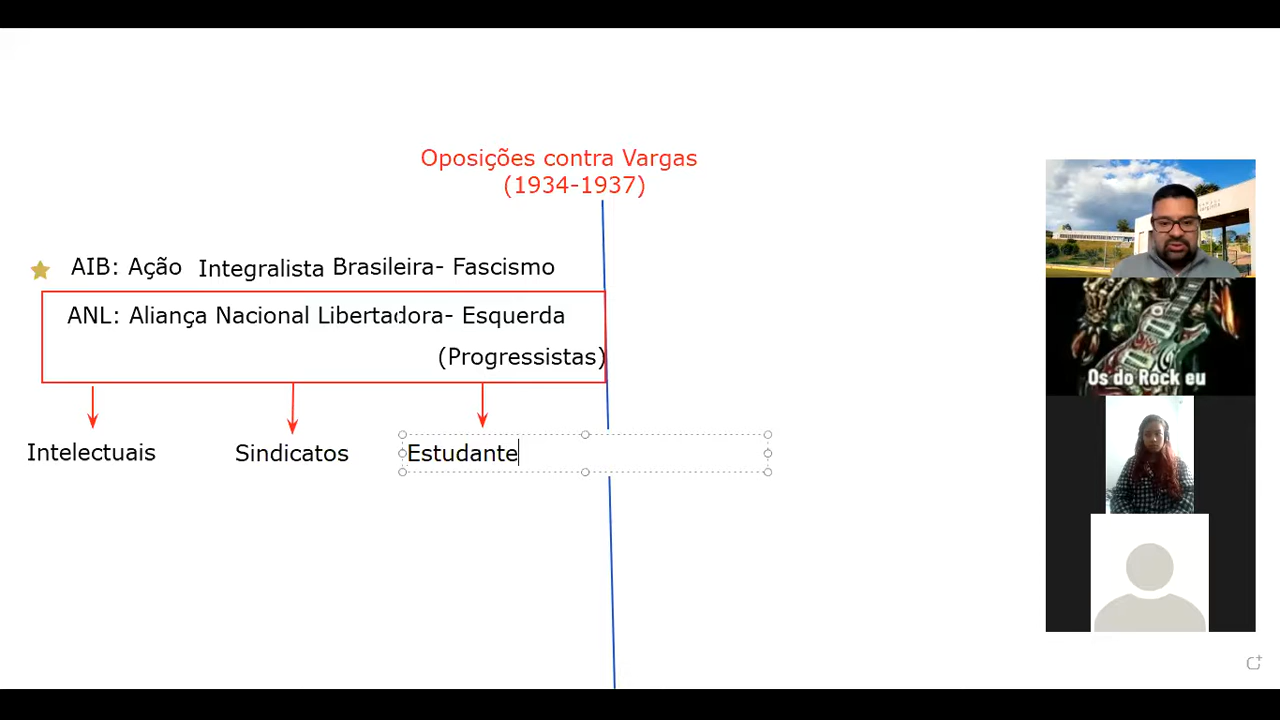 Oposições contra Vargas
(1934-1937)
AIB: Ação Integralista Brasileira- Fascismo
ANL: Aliança Nacional Libertadora- Esquerda
(Progressistas)
Intelectuais Sindicatos Estudante
Os do Rock eu